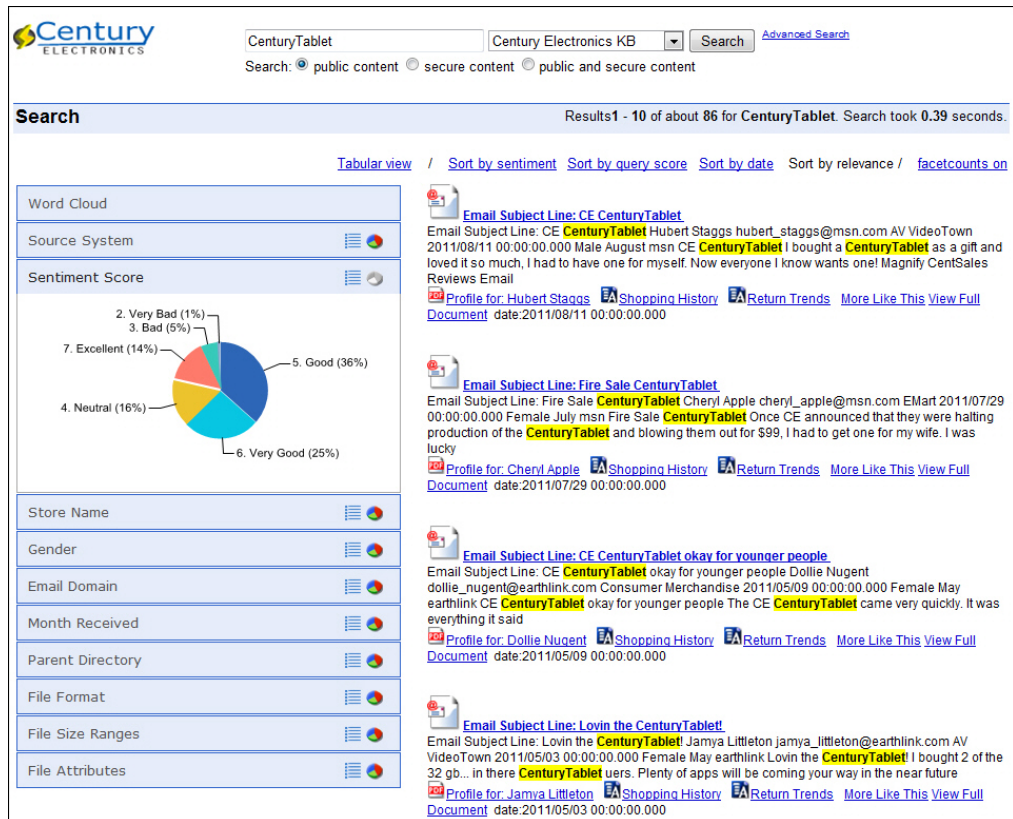 Century
ELECTRONICS
CenturyTablet
Century Electronics KB
Search
Advanced Search
Search: public content secure content public and secure content
Search
Results1 - 10 of about 86 for CenturyTablet. Search took 0.39 seconds.
Tabular view / Sort by sentiment Sort by query score Sort by date Sort by relevance / facetcounts on
Word Cloud
Source System
Sentiment Score
2. Very Bad (1%)
3. Bad (5%)
7. Excellent (14%)
5. Good (36%)
4. Neutral (16%)
6. Very Good (25%)
Store Name
Gender
Email Domain
Month Received
Parent Directory
File Format
File Size Ranges
File Attributes
Email Subject Line: CE CenturyTablet
Email Subject Line: CE CenturyTablet Hubert Staggs hubert_staggs@msn.com AV VideoTown
2011/08/11 00:00:00.000 Male August msn CE CenturyTablet I bought a CenturyTablet as a gift and
loved it so much, I had to have one for myself. Now everyone I know wants one! Magnify CentSales
Reviews Email
Profile for: Hubert Staggs Shopping History Return Trends More Like This View Full
Document date:2011/08/11 00:00:00.000
Email Subject Line: Fire Sale CenturyTablet
Email Subject Line: Fire Sale CenturyTablet Cheryl Apple cheryl_apple@msn.com EMart 2011/07/29
00:00:00.000 Female July msn Fire Sale CenturyTablet Once CE announced that they were halting
production of the CenturyTablet and blowing them out for $99, I had to get one for my wife. I was
lucky
Profile for: Cheryl Apple Shopping History Return Trends More Like This View Full
Document date:2011/07/29 00:00:00.000
Email Subject Line: CE CenturyTablet okay for younger people
Email Subject Line: CE CenturyTablet okay for younger people Dollie Nugent
dollie_nugent@earthlink.com Consumer Merchandise 2011/05/09 00:00:00.000 Female May
earthlink CE CenturyTablet okay for younger people The CE CenturyTablet came very quickly. It was
everything it said
Profile for: Dollie Nugent Shopping History Return Trends More Like This View Full
Document date:2011/05/09 00:00:00.000
Email Subject Line: Lovin the CenturyTablet!
Email Subject Line: Lovin the CenturyTablet! Jamya Littleton jamya_littleton@earthlink.com AV
VideoTown 2011/05/03 00:00:00.000 Female May earthlink Lovin the CenturyTablet! I bought 2 of the
32 gb... in there CenturyTablet uers. Plenty of apps will be coming your way in the near future
Profile for: Jamya Littleton Shopping History Return Trends More Like This View Full
Document date:2011/05/03 00:00:00.000